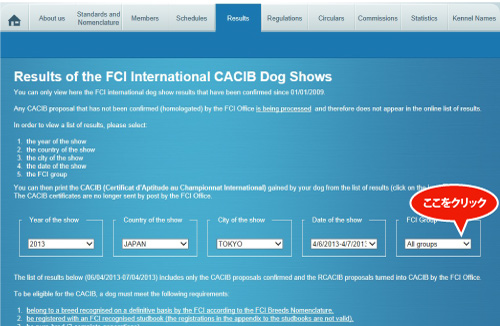 About us
Standards and
Nomenclature
Members
Schedules
Results
Regulations
Circulars
Commissions
Statistics
Kennel Names
Results of the FCI International CACIB Dog Shows
You can only view here the FCI international dog show results that have been confirmed since 01/01/2009.
Any CACIB proposal that has not been confirmed (homologated) by the FCI Office is being processed and therefore does not appear in the online list of results.
In order to view a list of results, please select:
1. the year of the show
2. the country of the show
3. the city of the show
4. the date of the show
5. the FCI group
You can then print the CACIB (Certificat d'Aptitude au Championnat International) gained by your dog from the list of results (click on the
The CACIB certificates are no longer sent by post by the FCI Office.
ここをクリック
Year of the show
Country of the show
City of the show
Date of the show
FCI Group
2013
JAPAN
TOKYO
4/6/2013-4/7/2013
All groups
The list of results below (06/04/2013-07/04/2013) includes only the CACIB proposals confirmed and the RCACIB proposals turned into CACIB by the FCI Office.
To be eligible for the CACIB, a dog must meet the following requirements:
1. belong to a breed recognised on a definitive basis by the FCI according to the FCI Breeds Nomenclature,
2. be registered with an FCI recognised studbook (the registrations in the appendix to the studbooks are not valid),